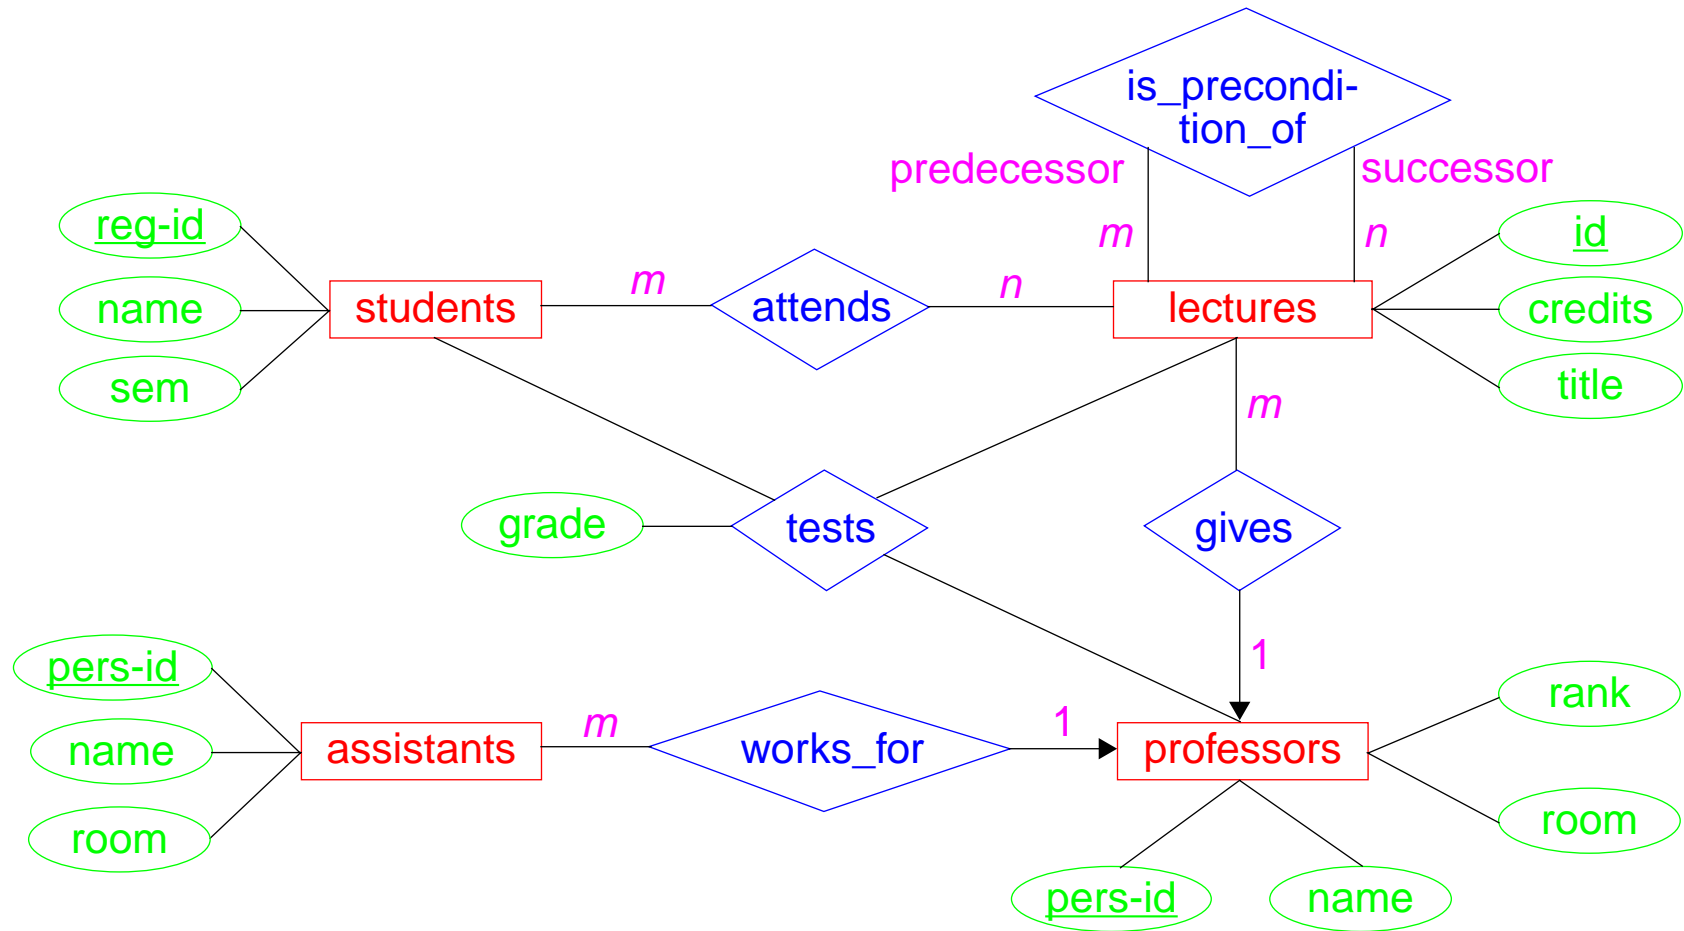 is_precondi-
tion_of
predecessor
successor
m
n
reg-id
name
sem
students
m
attends
n
lectures
id
credits
title
m
grade
tests
gives
1
pers-id
name
room
assistants
m
works_for
1
professors
rank
room
pers-id
name